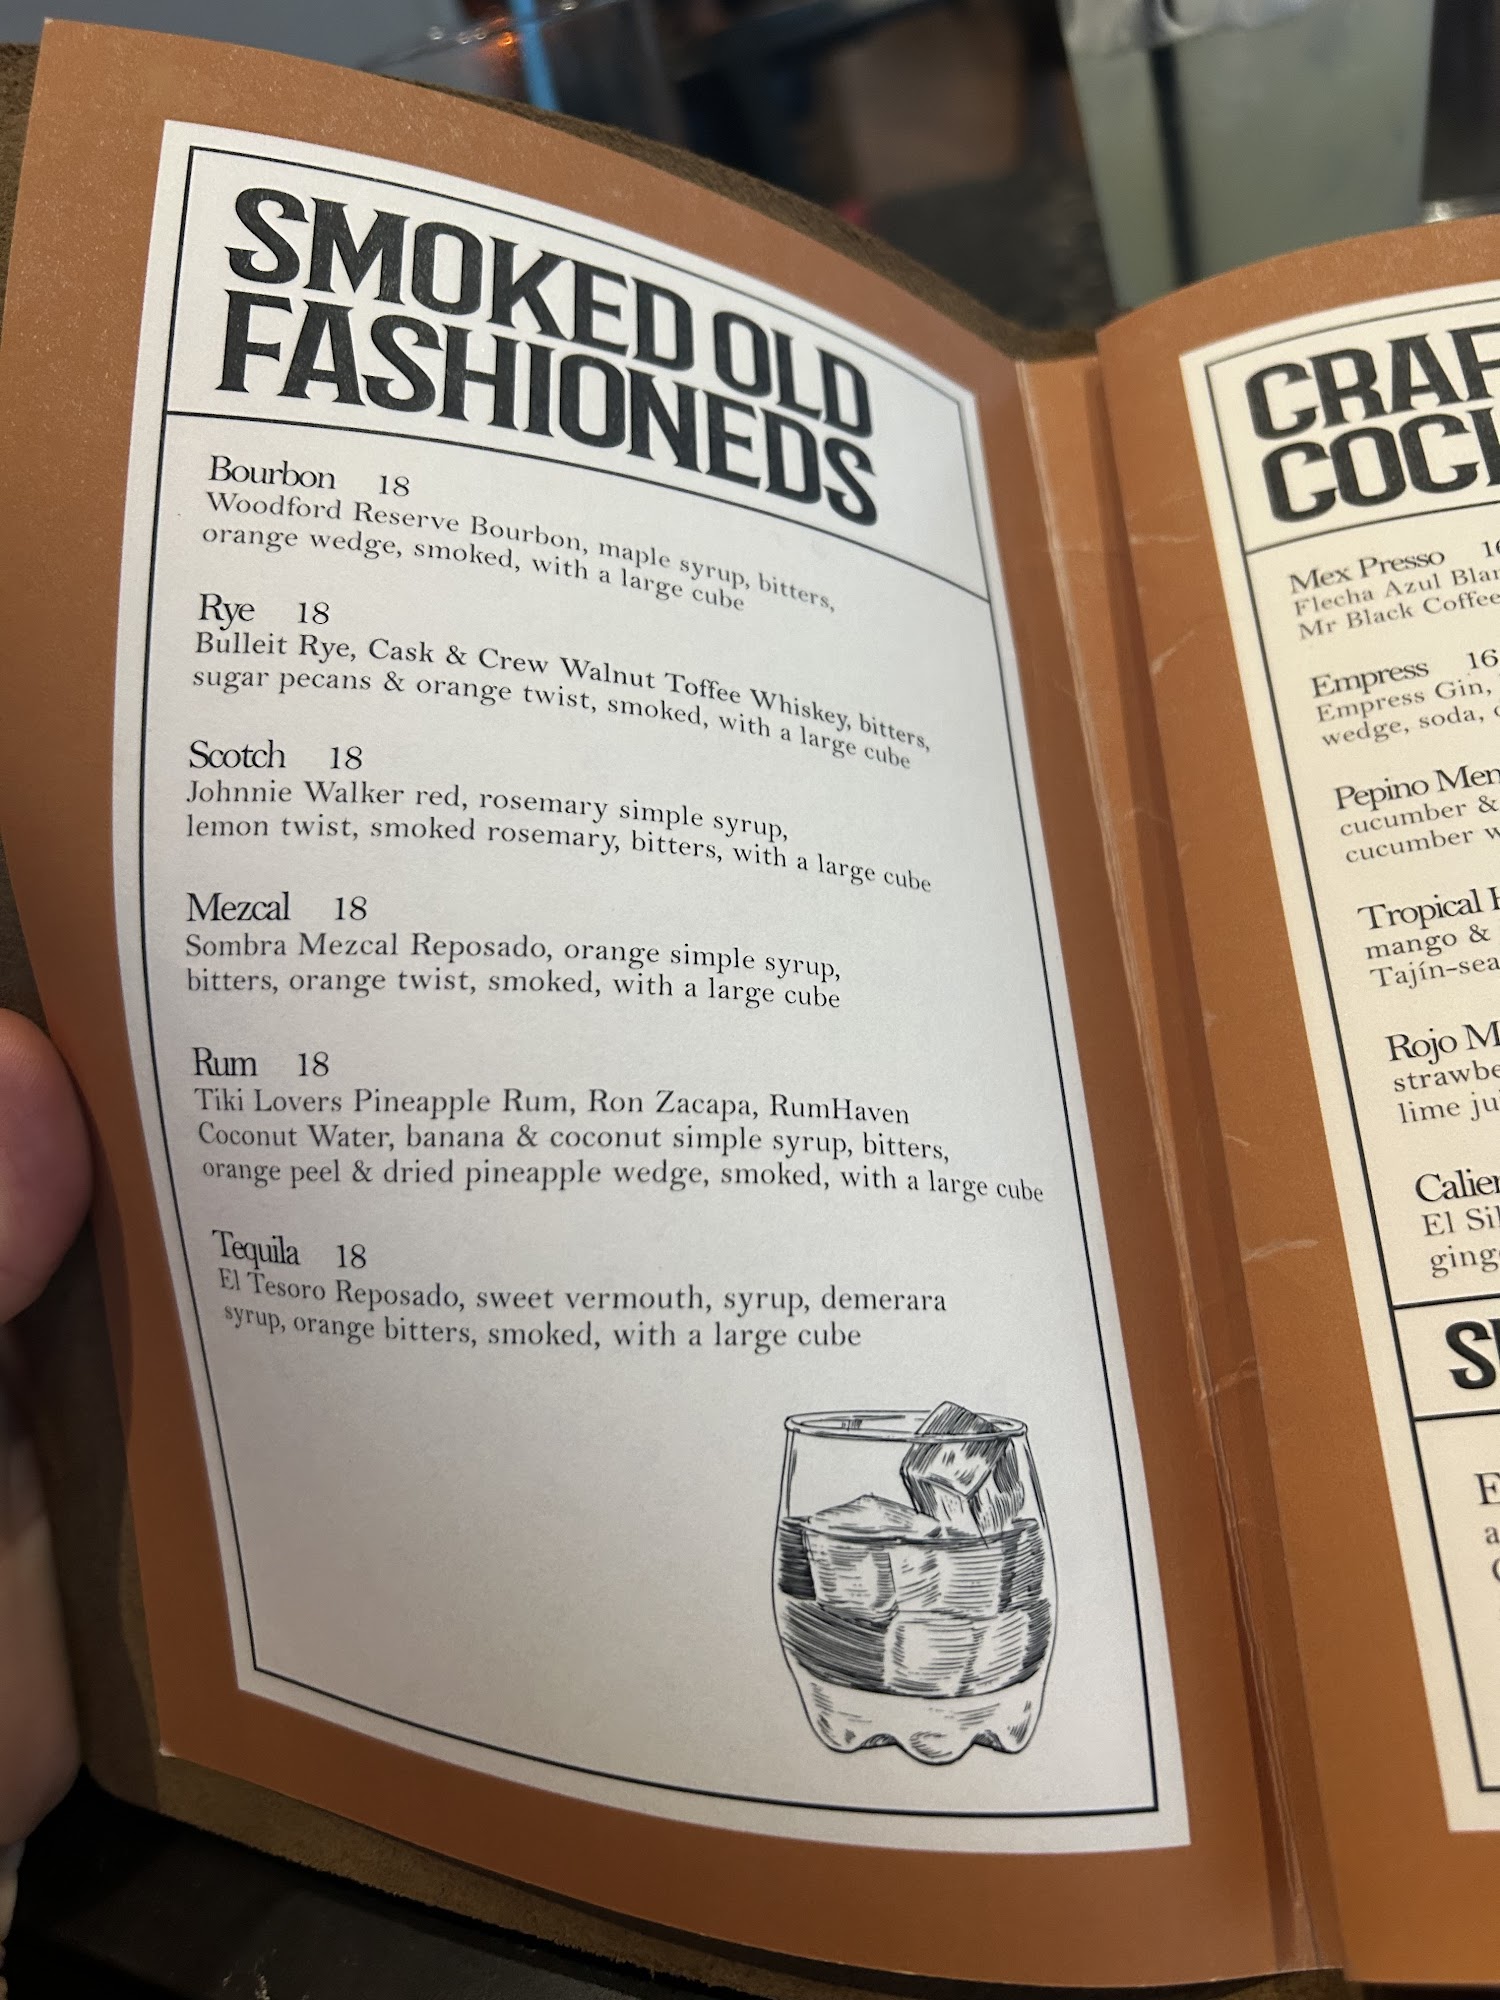 SMOKED OLD
FASHIONEDS
Bourbon 18
Woodford Reserve Bourbon, maple syrup, bitters,
orange wedge, smoked, with a large cube
Rye 18
Bulleit Rye, Cask & Crew Walnut Toffee Whiskey, bitters,
sugar pecans & orange twist, smoked, with a large cube
Scotch 18
Johnnie Walker red, rosemary simple syrup,
lemon twist, smoked rosemary, bitters, with a large cube
Mezcal 18
Sombra Mezcal Reposado, orange simple syrup,
bitters, orange twist, smoked, with a large cube
Rum 18
Tiki Lovers Pineapple Rum, Ron Zacapa, RumHaven
Coconut Water, banana & coconut simple syrup, bitters,
orange peel & dried pineapple wedge, smoked, with a large cube
Tequila 18
El Tesoro Reposado, sweet vermouth, syrup, demerara
syrup, orange bitters, smoked, with a large cube
Mex Presso
Flecha Azul
Mr Black Coffee
Empress 16
Empress Gin,
wedge, soda,
Pepino
cucumber &
cucumber
Tropical
mango &
Rojo
lime
El